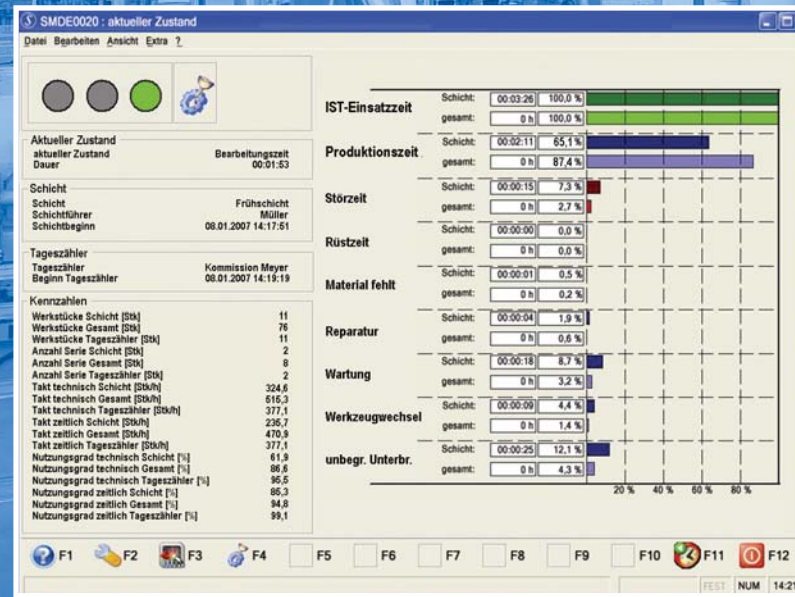 SMDE0020 : aktueller Zustand
Datei Bearbeiten Ansicht Extra ?
Aktueller Zustand
aktueller Zustand Bearbeitungszeit
Dauer 00:01:53
Schicht
Schicht Frühschicht
Schichtführer Müller
Schichtbeginn 08.01.2007 14:17:51
Tageszähler
Tageszähler Kommission Meyer
Beginn Tageszähler 08.01.2007 14:19:19
Kennzahlen
Werkstücke Schicht [Stk] 11
Werkstücke Gesamt [Stk] 76
Werkstücke Tageszähler [Stk] 11
Anzahl Serie Schicht [Stk] 2
Anzahl Serie Gesamt [Stk] 8
Anzahl Serie Tageszähler [Stk] 2
Takt technisch Schicht [Stk/h] 324,6
Takt technisch Gesamt [Stk/h] 515,3
Takt technisch Tageszähler [Stk/h] 377,1
Takt zeitlich Schicht [Stk/h] 235,7
Takt zeitlich Gesamt [Stk/h] 470,9
Takt zeitlich Tageszähler [Stk/h] 377,1
Nutzungsgrad technisch Schicht [%] 61,9
Nutzungsgrad technisch Gesamt [%] 86,6
Nutzungsgrad technisch Tageszähler [%] 95,5
Nutzungsgrad zeitlich Schicht [%] 85,3
Nutzungsgrad zeitlich Gesamt [%] 94,8
Nutzungsgrad zeitlich Tageszähler [%] 99,1
IST-Einsatzzeit
Schicht: 00:03:26 100,0 %
gesamt: 0 h 100,0 %
Produktionszeit
Schicht: 00:02:11 65,1 %
gesamt: 0 h 87,4 %
Störzeit
Schicht: 00:00:15 7,3 %
gesamt: 0 h 2,7 %
Rüstzeit
Schicht: 00:00:00 0,0 %
gesamt: 0 h 0,0 %
Material fehlt
Schicht: 00:00:01 0,5 %
gesamt: 0 h 0,2 %
Reparatur
Schicht: 00:00:04 1,9 %
gesamt: 0 h 0,6 %
Wartung
Schicht: 00:00:18 8,7 %
gesamt: 0 h 3,2 %
Werkzeugwechsel
Schicht: 00:00:09 4,4 %
gesamt: 0 h 1,4 %
unbegr. Unterbr.
Schicht: 00:00:25 12,1 %
gesamt: 0 h 4,3 %
20 % 40 % 60 % 80 %
F1 F2 F3 F4 F5 F6 F7 F8 F9 F10 F11 F12
FEST NUM 14:21